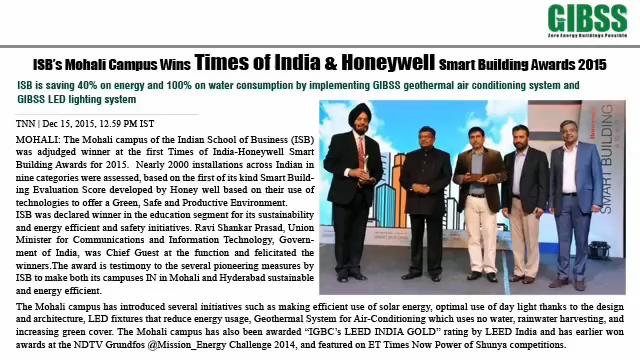 GIBSS
Zero Energy Buildings Possible
ISB's Mohali Campus Wins Times of India & Honeywell Smart Building Awards 2015
ISB is saving 40% on energy and 100% on water consumption by implementing GIBSS geothermal air conditioning system and
GIBSS LED lighting system
TNN | Dec 15, 2015, 12.59 PM IST
MOHALI: The Mohali campus of the Indian School of Business (ISB)
was adjudged winner at the first Times of India-Honeywell Smart
Building Awards for 2015. Nearly 2000 installations across Indian in
nine categories were assessed, based on the first of its kind Smart Build-
ing Evaluation Score developed by Honey well based on their use of
technologies to offer a Green, Safe and Productive Environment.
ISB was declared winner in the education segment for its sustainability
and energy efficient and safety initiatives. Ravi Shankar Prasad, Union
Minister for Communications and Information Technology, Govern-
ment of India, was Chief Guest at the function and felicitated the
winners.The award is testimony to the several pioneering measures by
ISB to make both its campuses IN in Mohali and Hyderabad sustainable
and energy efficient.
SMART BUILDING
The Mohali campus has introduced several initiatives such as making efficient use of solar energy, optimal use of day light thanks to the design
and architecture, LED fixtures that reduce energy usage, Geothermal System for Air-Conditioning which uses no water, rainwater harvesting, and
increasing green cover. The Mohali campus has also been awarded “IGBC's LEED INDIA GOLD” rating by LEED India and has earlier won
awards at the NDTV Grundfos @Mission_Energy Challenge 2014, and featured on ET Times Now Power of Shunya competitions.